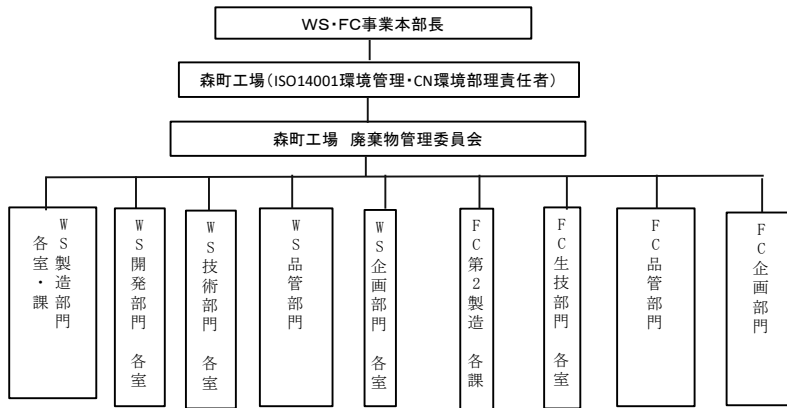 WS・FC事業本部長
森町工場(ISO14001環境管理・CN環境部理責任者)
森町工場 廃棄物管理委員会
WS製造部門
各室・課
WS開発部門 各室
WS技術部門 各室
WS品管部門
WS企画部門 各室
FC第2製造 各課
FC生技部門 各室
FC品管部門
FC企画部門